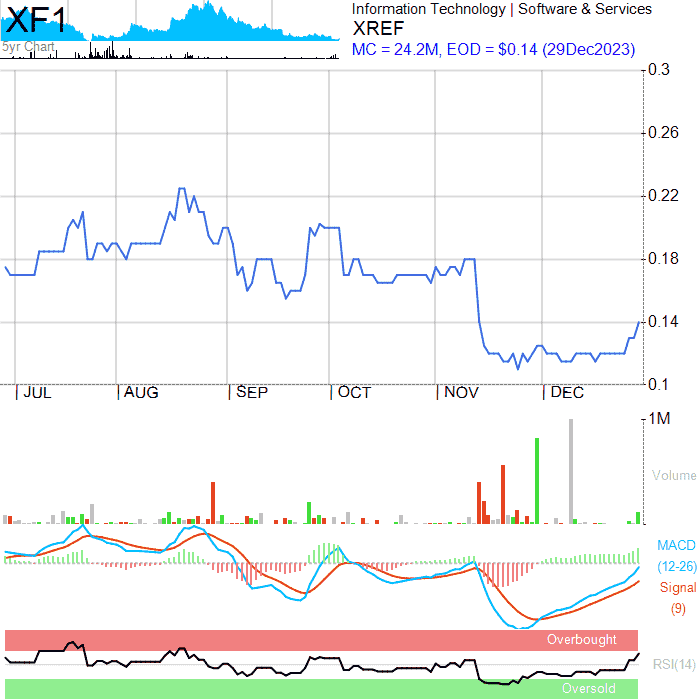 XF1
5yr Chart
Information Technology | Software & Services
XREF
MC = 24.2M, EOD = $0.14 (29Dec2023)
0.3
0.26
0.22
0.18
0.14
0.1
JUL AUG SEP OCT NOV DEC
1M
Volume
MACD
(12-26)
Signal
(9)
Overbought
RSI(14)
Oversold